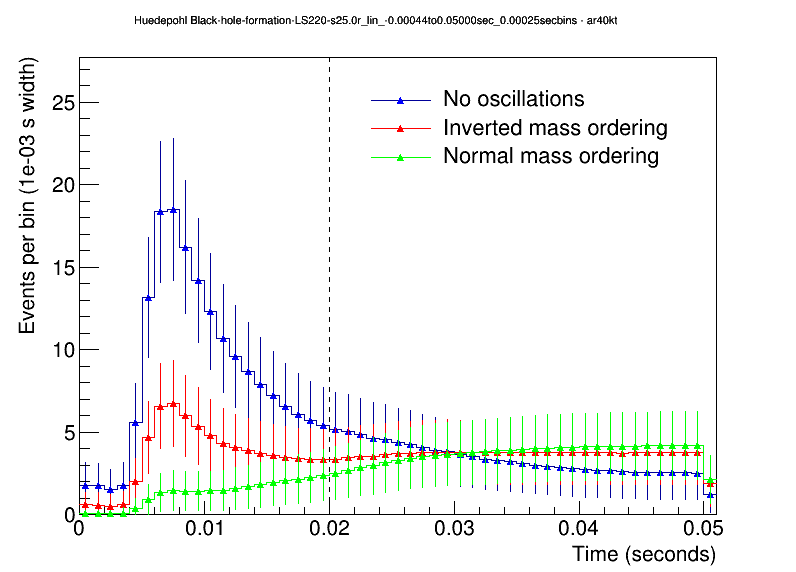 Huedepohl Black-hole-formation-LS220-s25.0r_lin_-0.00044to0.05000sec_0.00025secbins - ar40kt
Events per bin (1e-03 s width)
25
20
15
10
5
0
No oscillations
Inverted mass ordering
Normal mass ordering
0 0.01 0.02 0.03 0.04 0.05
Time (seconds)